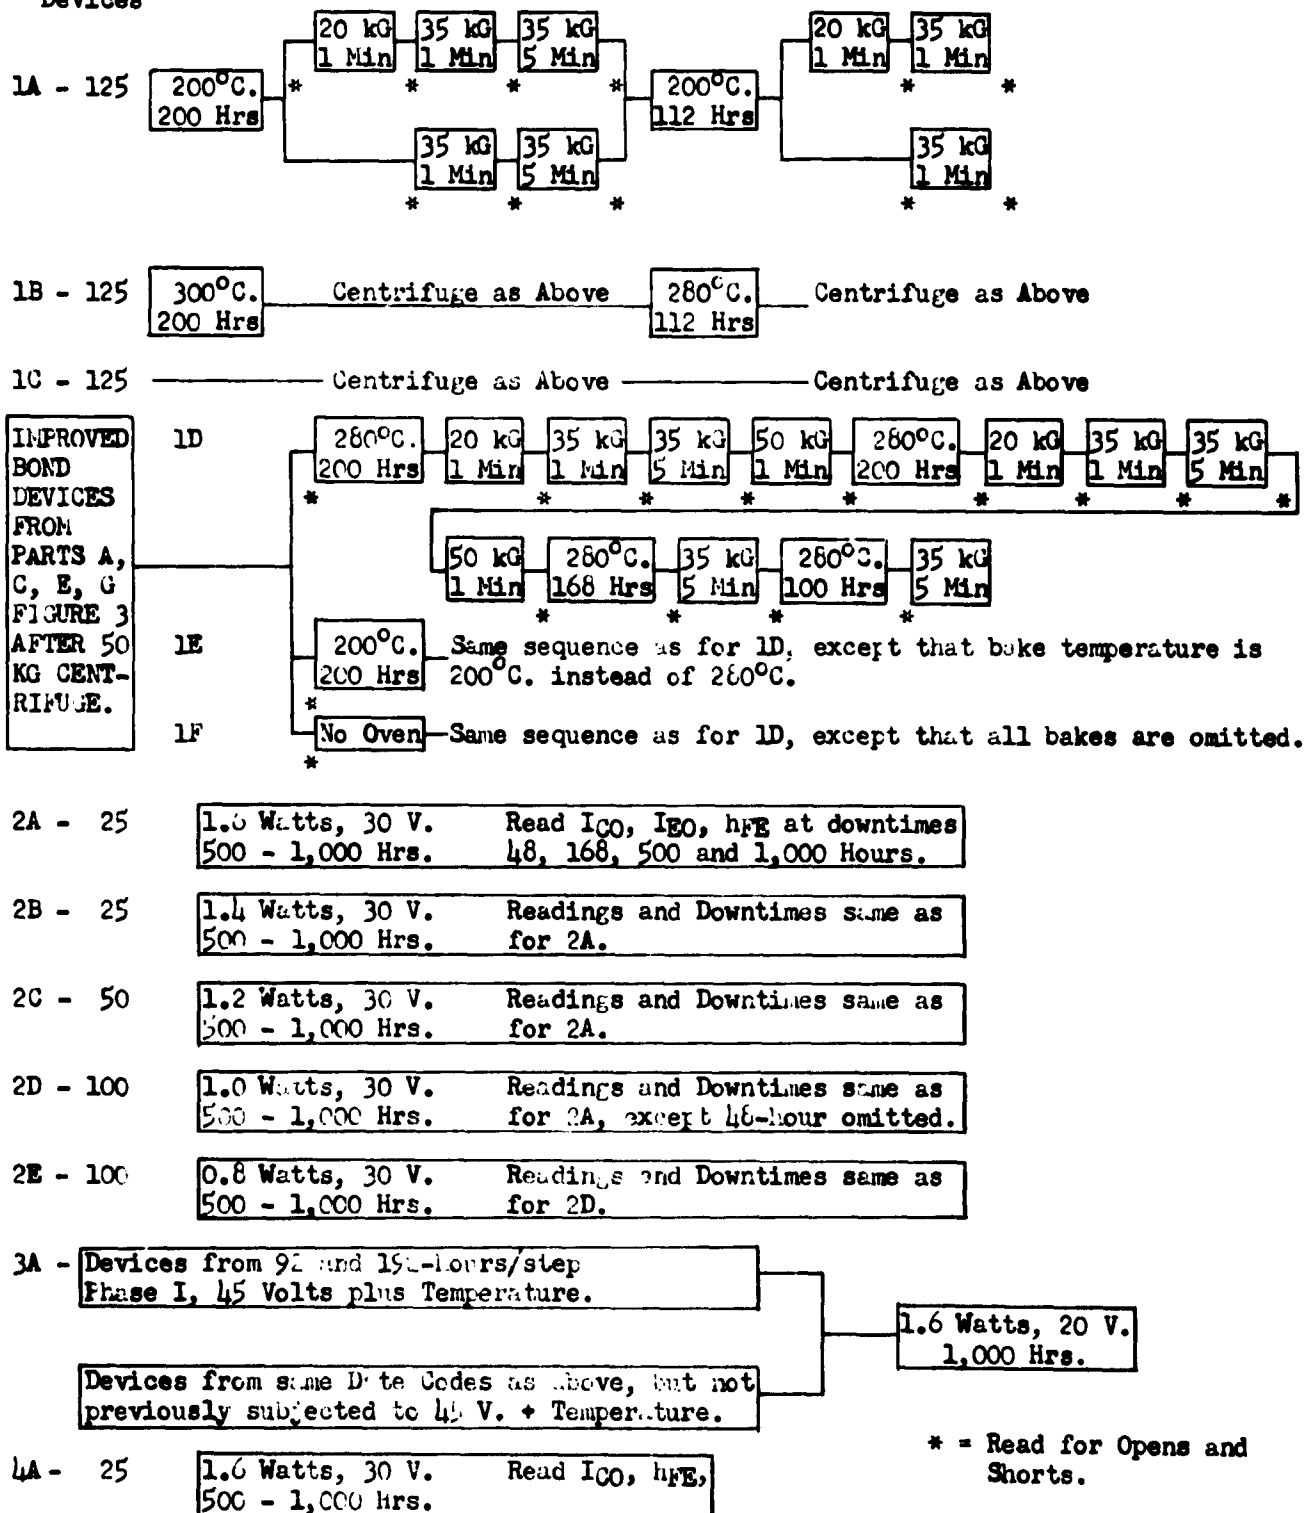 Devices
20 kG 35 kG 35 kG 20 kG 35 kG
1 Min 1 Min 5 Min 1 Min 1 Min
1A - 125 200°C. * * * * 200°C. * *
200 Hrs 112 Hrs
35 kG 35 kG 35 kG
1 Min 5 Min 1 Min
* * * * *
1B - 125 300°C. Centrifuge as Above 280°C. Centrifuge as Above
200 Hrs 112 Hrs
1C - 125 Centrifuge as Above Centrifuge as Above
IMPROVED
BOND
DEVICES
FROM
PARTS A,
C, E, G
FIGURE 3
AFTER 50
KG CENT-
RIFUGE.
1D 280°C. 20 kG 35 kG 35 kG 50 kG 280°C. 20 kG 35 kG 35 kG
200 Hrs 1 Min 1 Min 5 Min 1 Min 200 Hrs 1 Min 1 Min 5 Min
* * * * * * * * *
50 kG 280°C. 35 kG 280°C. 35 kG
1 Min 168 Hrs 5 Min 100 Hrs 5 Min
* * * *
1E 200°C. Same sequence as for 1D, except that bake temperature is
200 Hrs 200°C. instead of 280°C.
*
1F No Oven Same sequence as for 1D, except that all bakes are omitted.
*
2A - 25 1.6 Watts, 30 V. Read ICO, IEO, hFE at downtimes
500 - 1,000 Hrs. 48, 168, 500 and 1,000 Hours.
2B - 25 1.4 Watts, 30 V. Readings and Downtimes same as
500 - 1,000 Hrs. for 2A.
2C - 50 1.2 Watts, 30 V. Readings and Downtimes same as
500 - 1,000 Hrs. for 2A.
2D - 100 1.0 Watts, 30 V. Readings and Downtimes same as
500 - 1,000 Hrs. for 2A, except 48-hour omitted.
2E - 100 0.8 Watts, 30 V. Readings and Downtimes same as
500 - 1,000 Hrs. for 2D.
3A - Devices from 92 and 192-hours/step
Phase I, 45 Volts plus Temperature.
1.6 Watts, 20 V.
1,000 Hrs.
Devices from same Date Codes as above, but not
previously subjected to 45 V. + Temperature.
* = Read for Opens and
Shorts.
4A - 25 1.6 Watts, 30 V. Read ICO, hFE,
500 - 1,000 Hrs.